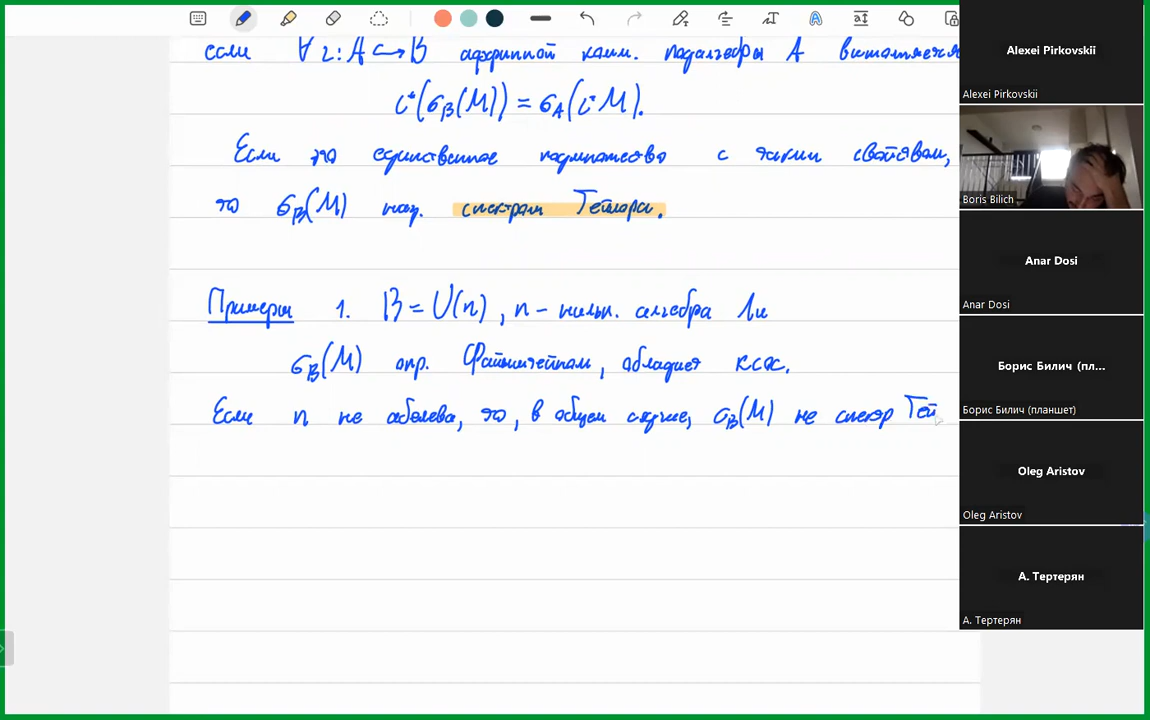 если ∀ ι: A ↪ B аффинной комм. подалгебры A выполняется
ι*(σ_B(M)) = σ_A(ι*M).
Если это единственное подмножество с таким свойством,
то σ_B(M) наз. спектром Тейлора.
Примеры 1. B = U(n), n - нильп. алгебра Ли
σ_B(M) опр. Файнштейном, обладает КСОС.
Если n не абелева, то, в общем случае, σ_B(M) не спектр Тей
Alexei Pirkovskii
Alexei Pirkovskii
Boris Bilich
Anar Dosi
Anar Dosi
Борис Билич (пл...
Борис Билич (планшет)
Oleg Aristov
Oleg Aristov
А. Тертерян
А. Тертерян